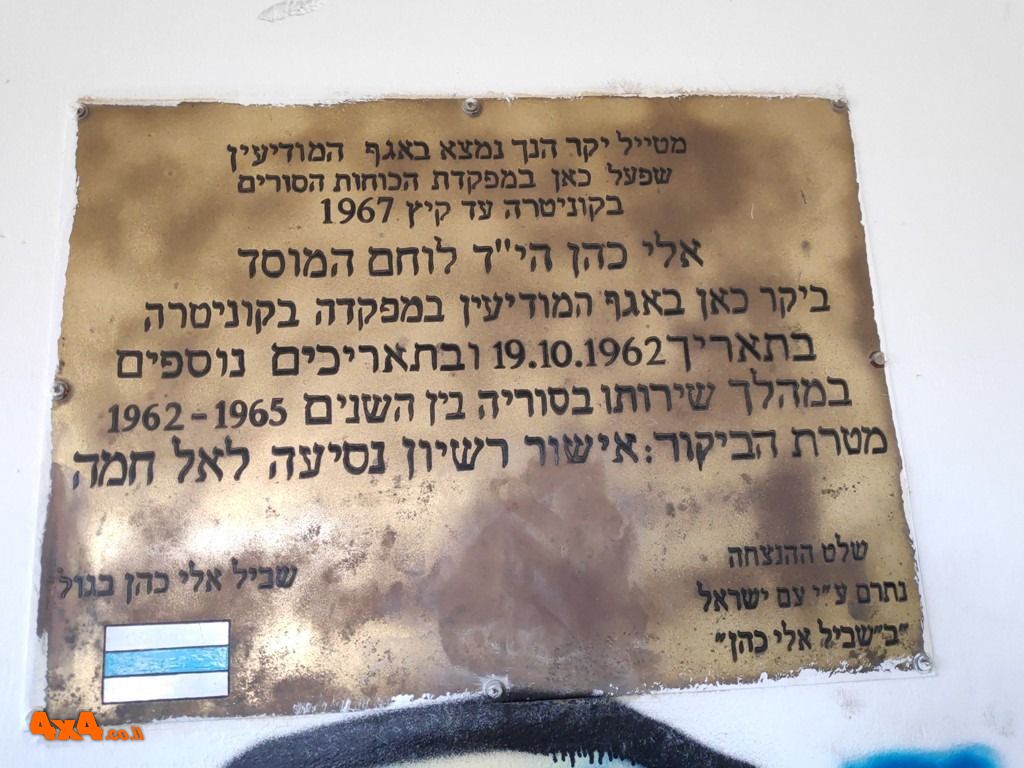 מטייל יקר הנך נמצא באגף המודיעין
שפעל כאן במפקדת הכוחות הסורים
בקוניטרה עד קיץ 1967
אלי כהן הי"ד לוחם המוסד
ביקר כאן באגף המודיעין במפקדה בקוניטרה
בתאריך 19.10.1962 ובתאריכים נוספים
במהלך שירותו בסוריה בין השנים 1962-1965
מטרת הביקור: אישור רשיון נסיעה לאל חמה
שלט ההנצחה
נתרם ע"י עם ישראל
"ב"שביל אלי כהן"
שביל אלי כהן בגולן
4x4.co.il